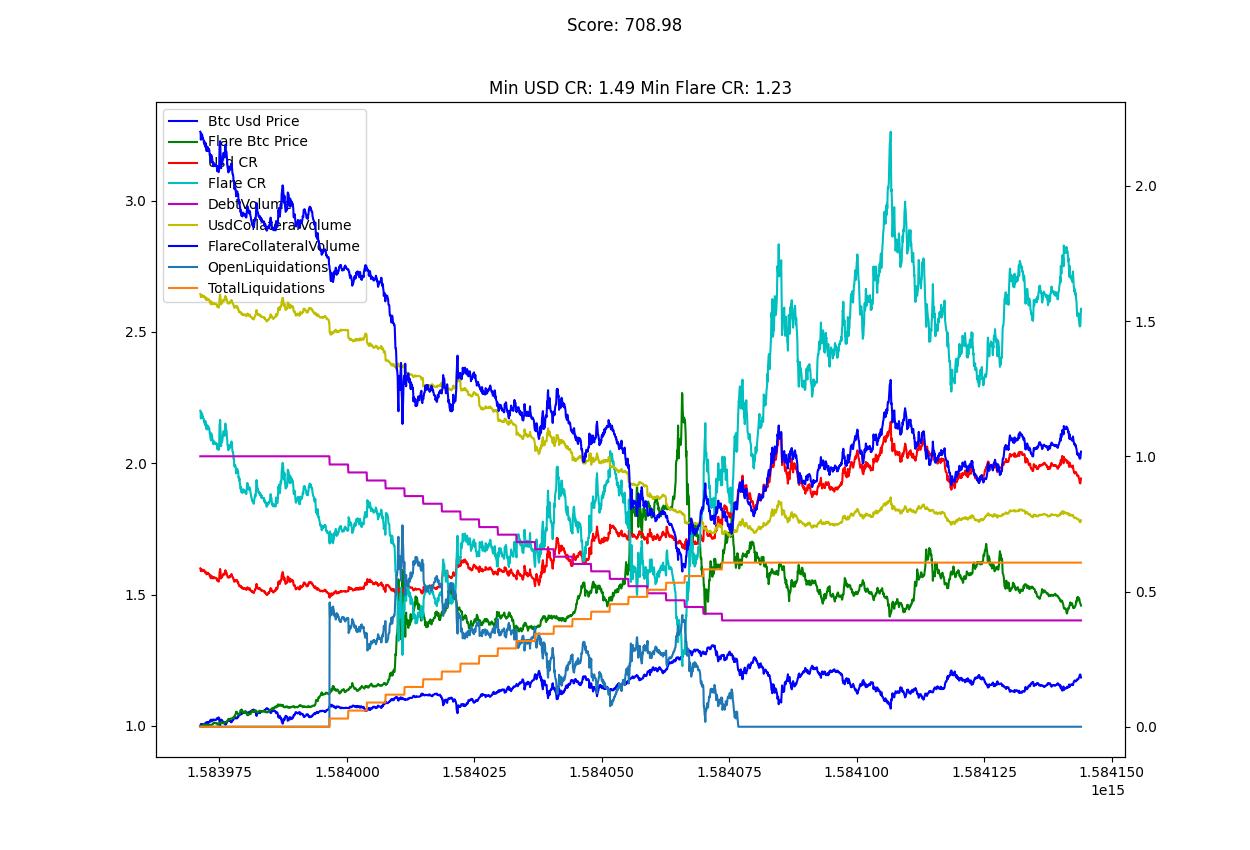 Score: 708.98
Min USD CR: 1.49 Min Flare CR: 1.23
Btc Usd Price
Flare Btc Price
Usd CR
Flare CR
DebtVolume
UsdCollateralVolume
FlareCollateralVolume
OpenLiquidations
TotalLiquidations
3.0
2.5
2.0
1.5
1.0
2.0
1.5
1.0
0.5
0.0
1.583975
1.584000
1.584025
1.584050
1.584075
1.584100
1.584125
1.584150
1e15